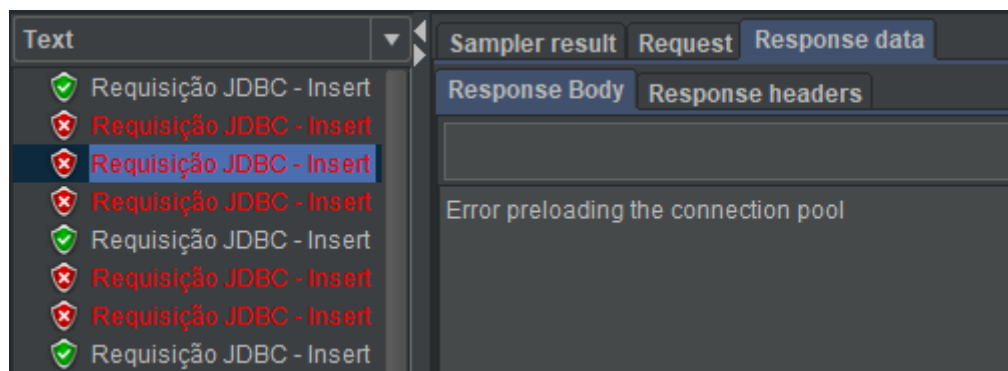 Text
Requisição JDBC - Insert
Requisição JDBC - Insert
Requisição JDBC - Insert
Requisição JDBC - Insert
Requisição JDBC - Insert
Requisição JDBC - Insert
Requisição JDBC - Insert
Requisição JDBC - Insert
Sampler result Request Response data
Response Body Response headers
Error preloading the connection pool